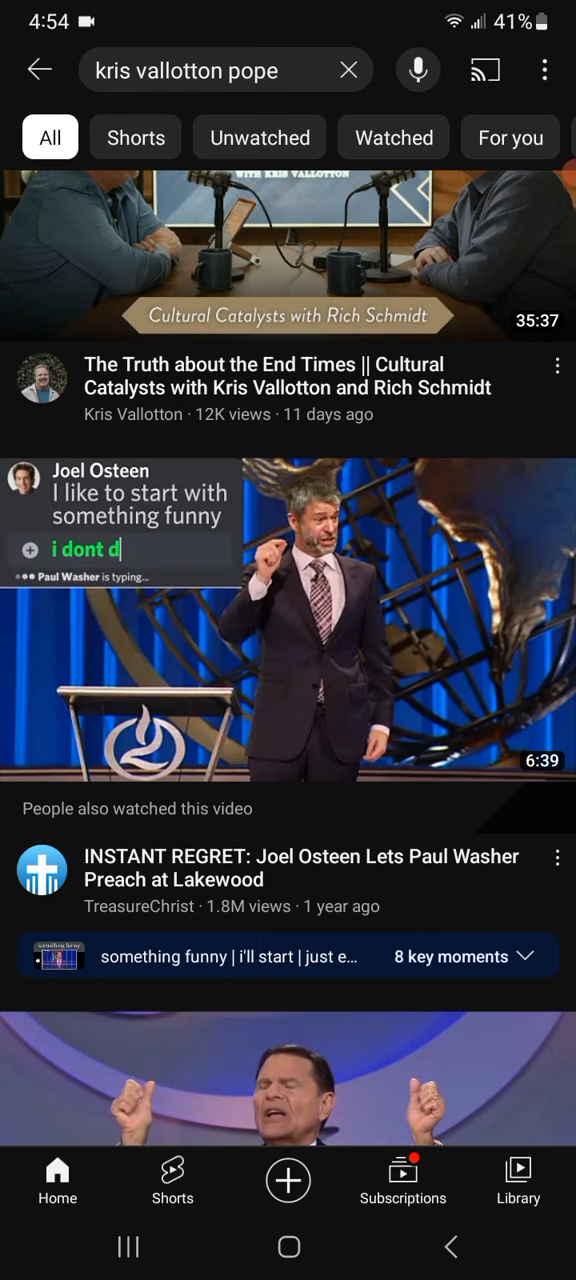 4:54
41%
kris vallotton pope
All
Shorts
Unwatched
Watched
For you
WITH KRIS VALLOTTON
Cultural Catalysts with Rich Schmidt
35:37
The Truth about the End Times || Cultural
Catalysts with Kris Vallotton and Rich Schmidt
Kris Vallotton · 12K views · 11 days ago
Joel Osteen
I like to start with
something funny
i dont d
Paul Washer is typing...
6:39
People also watched this video
INSTANT REGRET: Joel Osteen Lets Paul Washer
Preach at Lakewood
TreasureChrist · 1.8M views · 1 year ago
something funny
something funny | i'll start | just e...
8 key moments
Home
Shorts
Subscriptions
Library